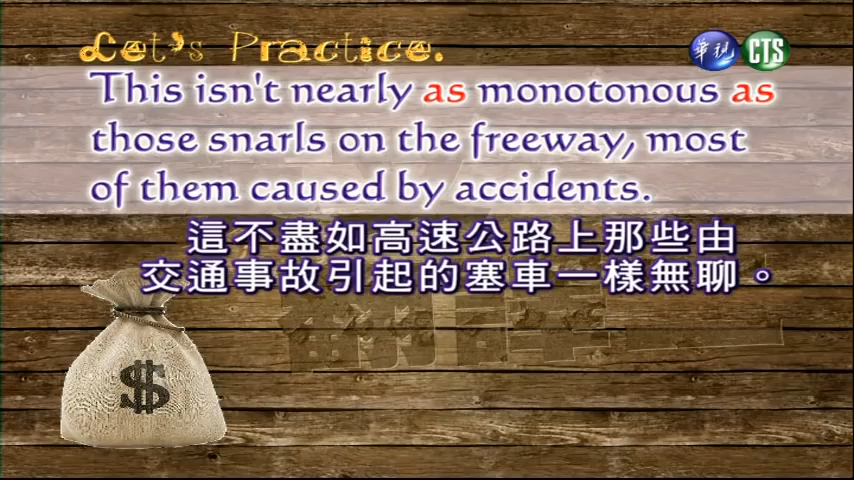 Let's Practice.
華視 CTS
This isn't nearly as monotonous as
those snarls on the freeway, most
of them caused by accidents.
這不盡如高速公路上那些由
交通事故引起的塞車一樣無聊。
$